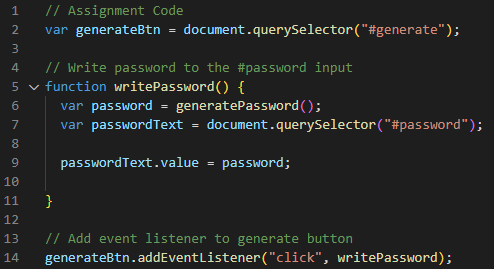 1 // Assignment Code
2 var generateBtn = document.querySelector("#generate");
3
4 // Write password to the #password input
5 function writePassword() {
6 var password = generatePassword();
7 var passwordText = document.querySelector("#password");
8
9 passwordText.value = password;
10
11 }
12
13 // Add event listener to generate button
14 generateBtn.addEventListener("click", writePassword);